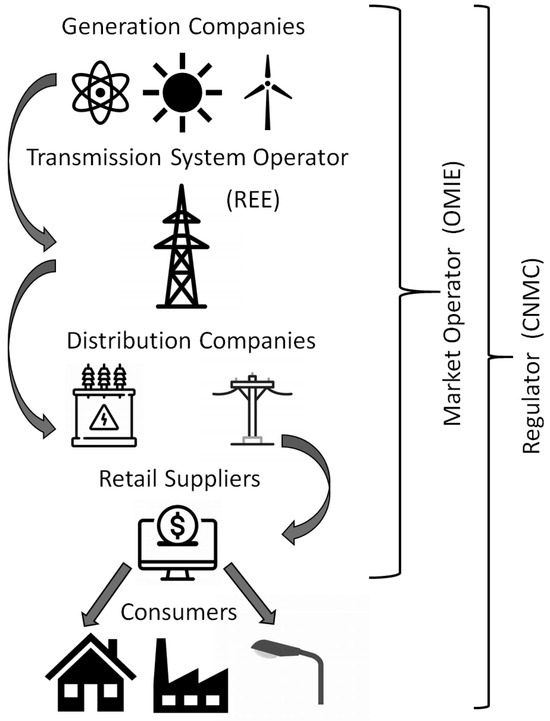 Generation Companies
Transmission System Operator
(REE)
Distribution Companies
Retail Suppliers
$
Consumers
Market Operator (OMIE)
Regulator (CNMC)